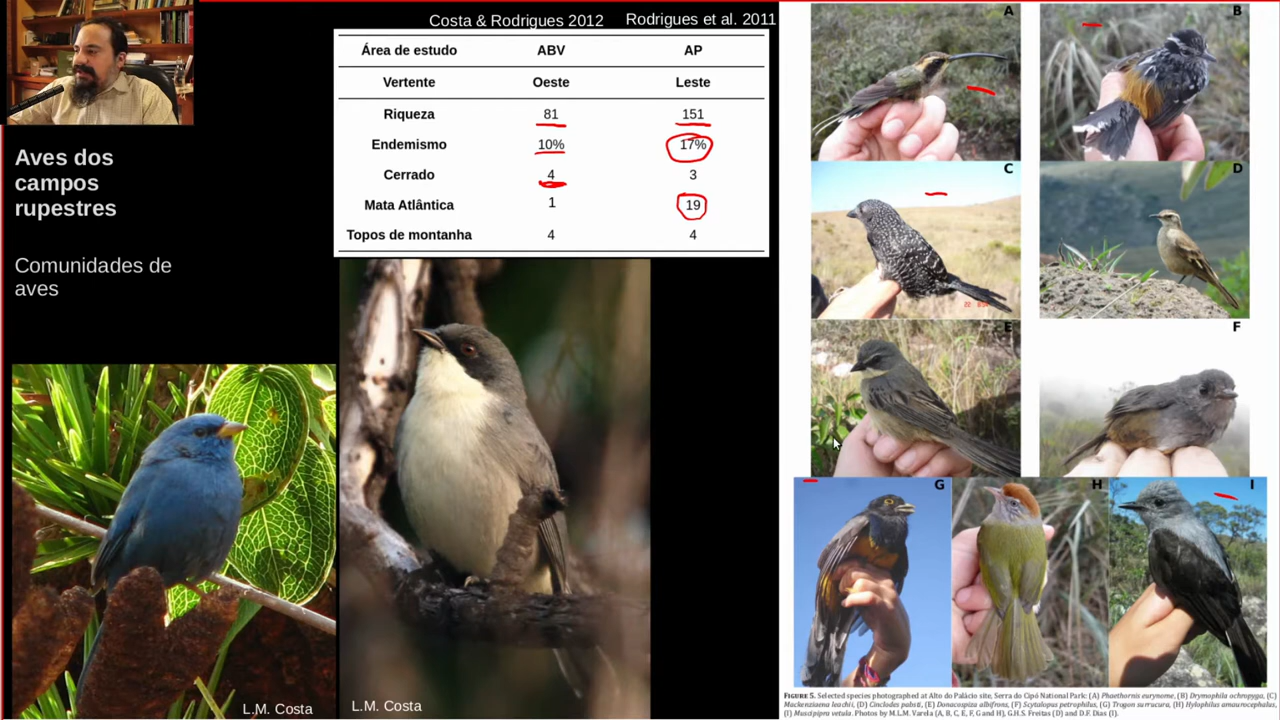 Costa & Rodrigues 2012 Rodrigues et al. 2011
Área de estudo ABV AP
Vertente Oeste Leste
Riqueza 81 151
Endemismo 10% 17%
Cerrado 4 3
Mata Atlântica 1 19
Topos de montanha 4 4
Aves dos
campos
rupestres
Comunidades de
aves
L.M. Costa
L.M. Costa
A
B
C
D
E
F
G
H
I
FIGURE 5. Selected species photographed at Alto do Palácio site, Serra do Cipó National Park: (A) Phaethornis eurynome, (B) Drymophila ochropyga, (C)
Mackenziaena leachii, (D) Cinclodes pabsti, (E) Donacospiza albifrons, (F) Scytalopus petrophilus, (G) Trogon surrucura, (H) Hylophilus amaurocephalus,
(I) Muscipipra vetula. Photos by M.L.M. Varela (A, B, C, E, F, G and H), G.H.S. Freitas (D) and D.F. Dias (I).